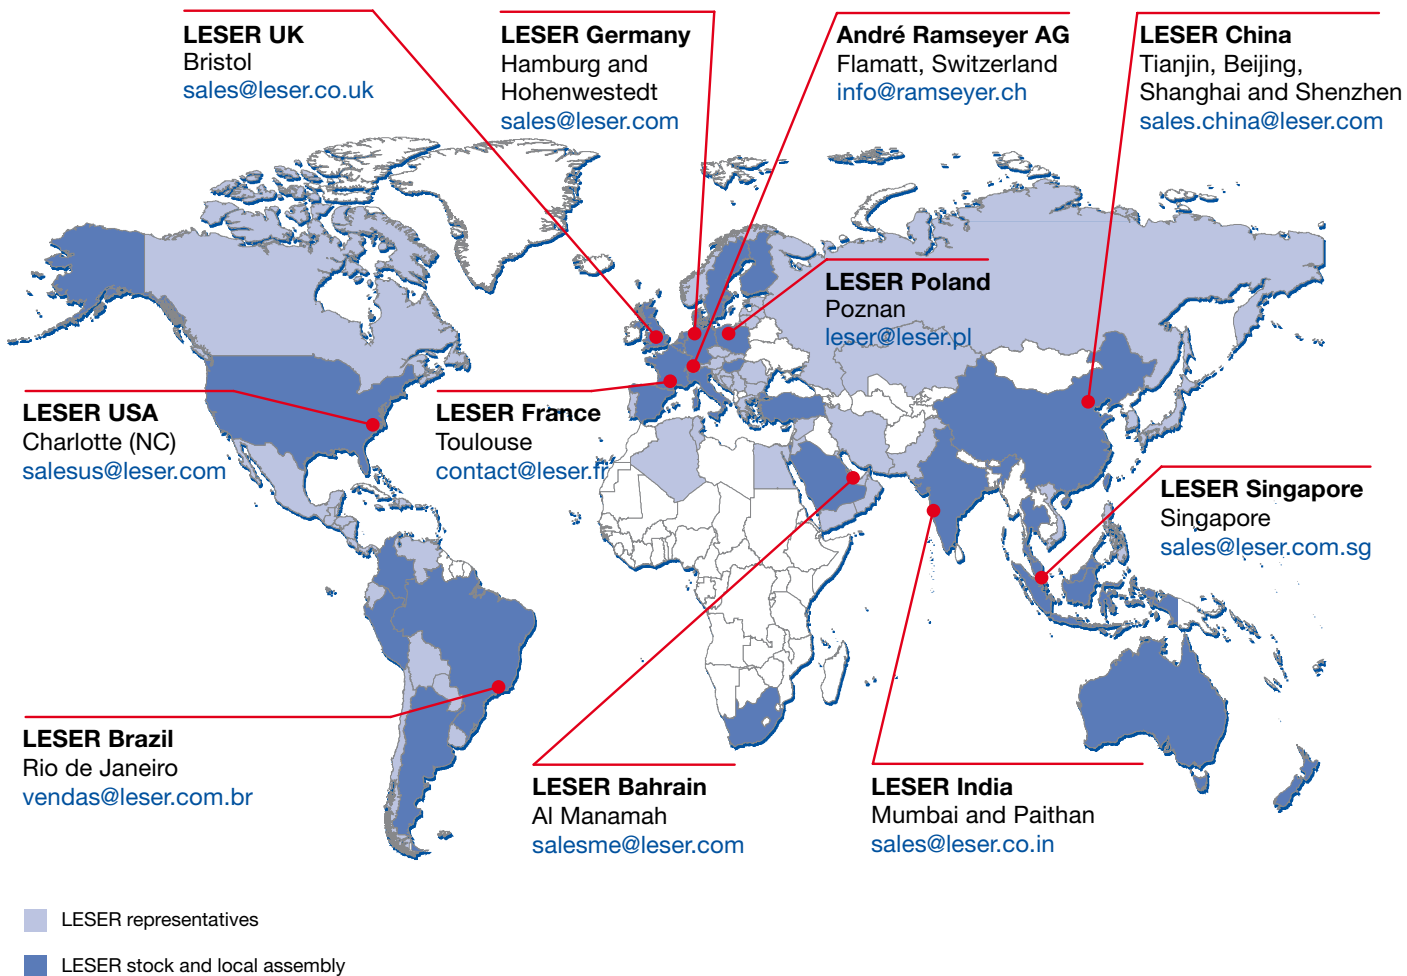 LESER UK
Bristol
sales@leser.co.uk
LESER Germany
Hamburg and
Hohenwestedt
sales@leser.com
André Ramseyer AG
Flamatt, Switzerland
info@ramseyer.ch
LESER China
Tianjin, Beijing,
Shanghai and Shenzhen
sales.china@leser.com
LESER Poland
Poznan
leser@leser.pl
LESER USA
Charlotte (NC)
salesus@leser.com
LESER France
Toulouse
contact@leser.fr
LESER Singapore
Singapore
sales@leser.com.sg
LESER Brazil
Rio de Janeiro
vendas@leser.com.br
LESER Bahrain
Al Manamah
salesme@leser.com
LESER India
Mumbai and Paithan
sales@leser.co.in
LESER representatives
LESER stock and local assembly